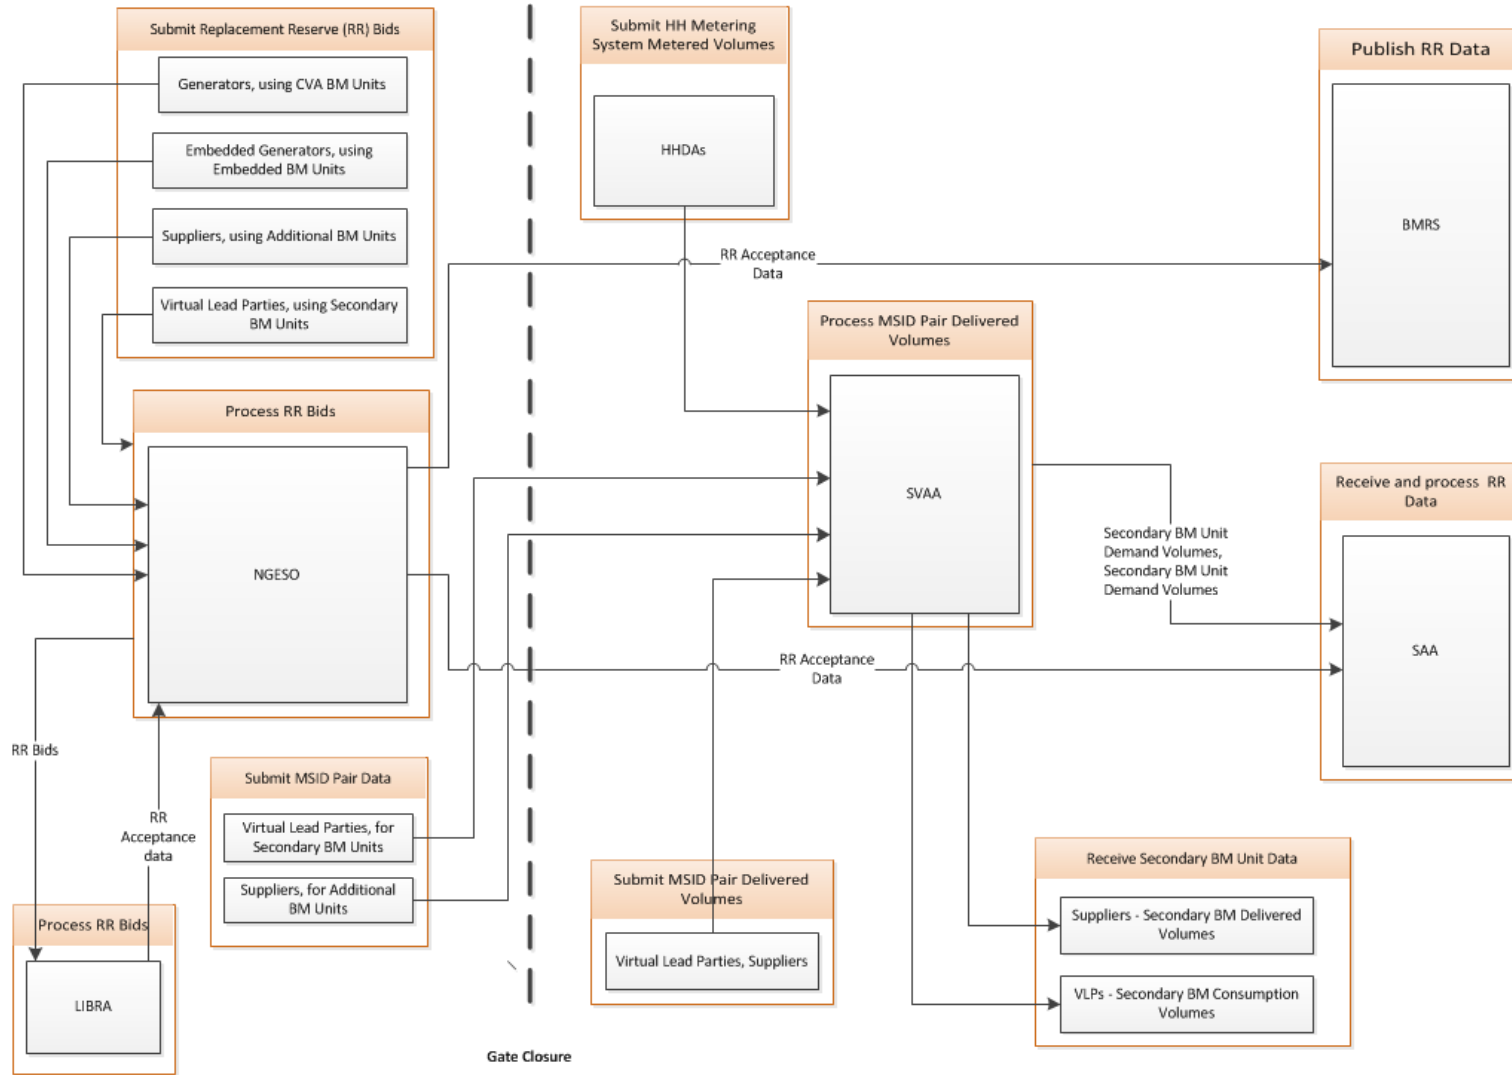 Submit Replacement Reserve (RR) Bids
Generators, using CVA BM Units
Embedded Generators, using
Embedded BM Units
Suppliers, using Additional BM Units
Virtual Lead Parties, using Secondary
BM Units
Process RR Bids
NGESO
RR Bids
RR
Acceptance
data
Process RR Bids
LIBRA
Submit MSID Pair Data
Virtual Lead Parties, for
Secondary BM Units
Suppliers, for Additional
BM Units
Gate Closure
Submit HH Metering
System Metered Volumes
HHDAs
RR Acceptance
Data
Process MSID Pair Delivered
Volumes
SVAA
RR Acceptance
Data
Submit MSID Pair Delivered
Volumes
Virtual Lead Parties, Suppliers
Publish RR Data
BMRS
Secondary BM Unit
Demand Volumes,
Secondary BM Unit
Demand Volumes
Receive and process RR
Data
SAA
Receive Secondary BM Unit Data
Suppliers - Secondary BM Delivered
Volumes
VLPs - Secondary BM Consumption
Volumes